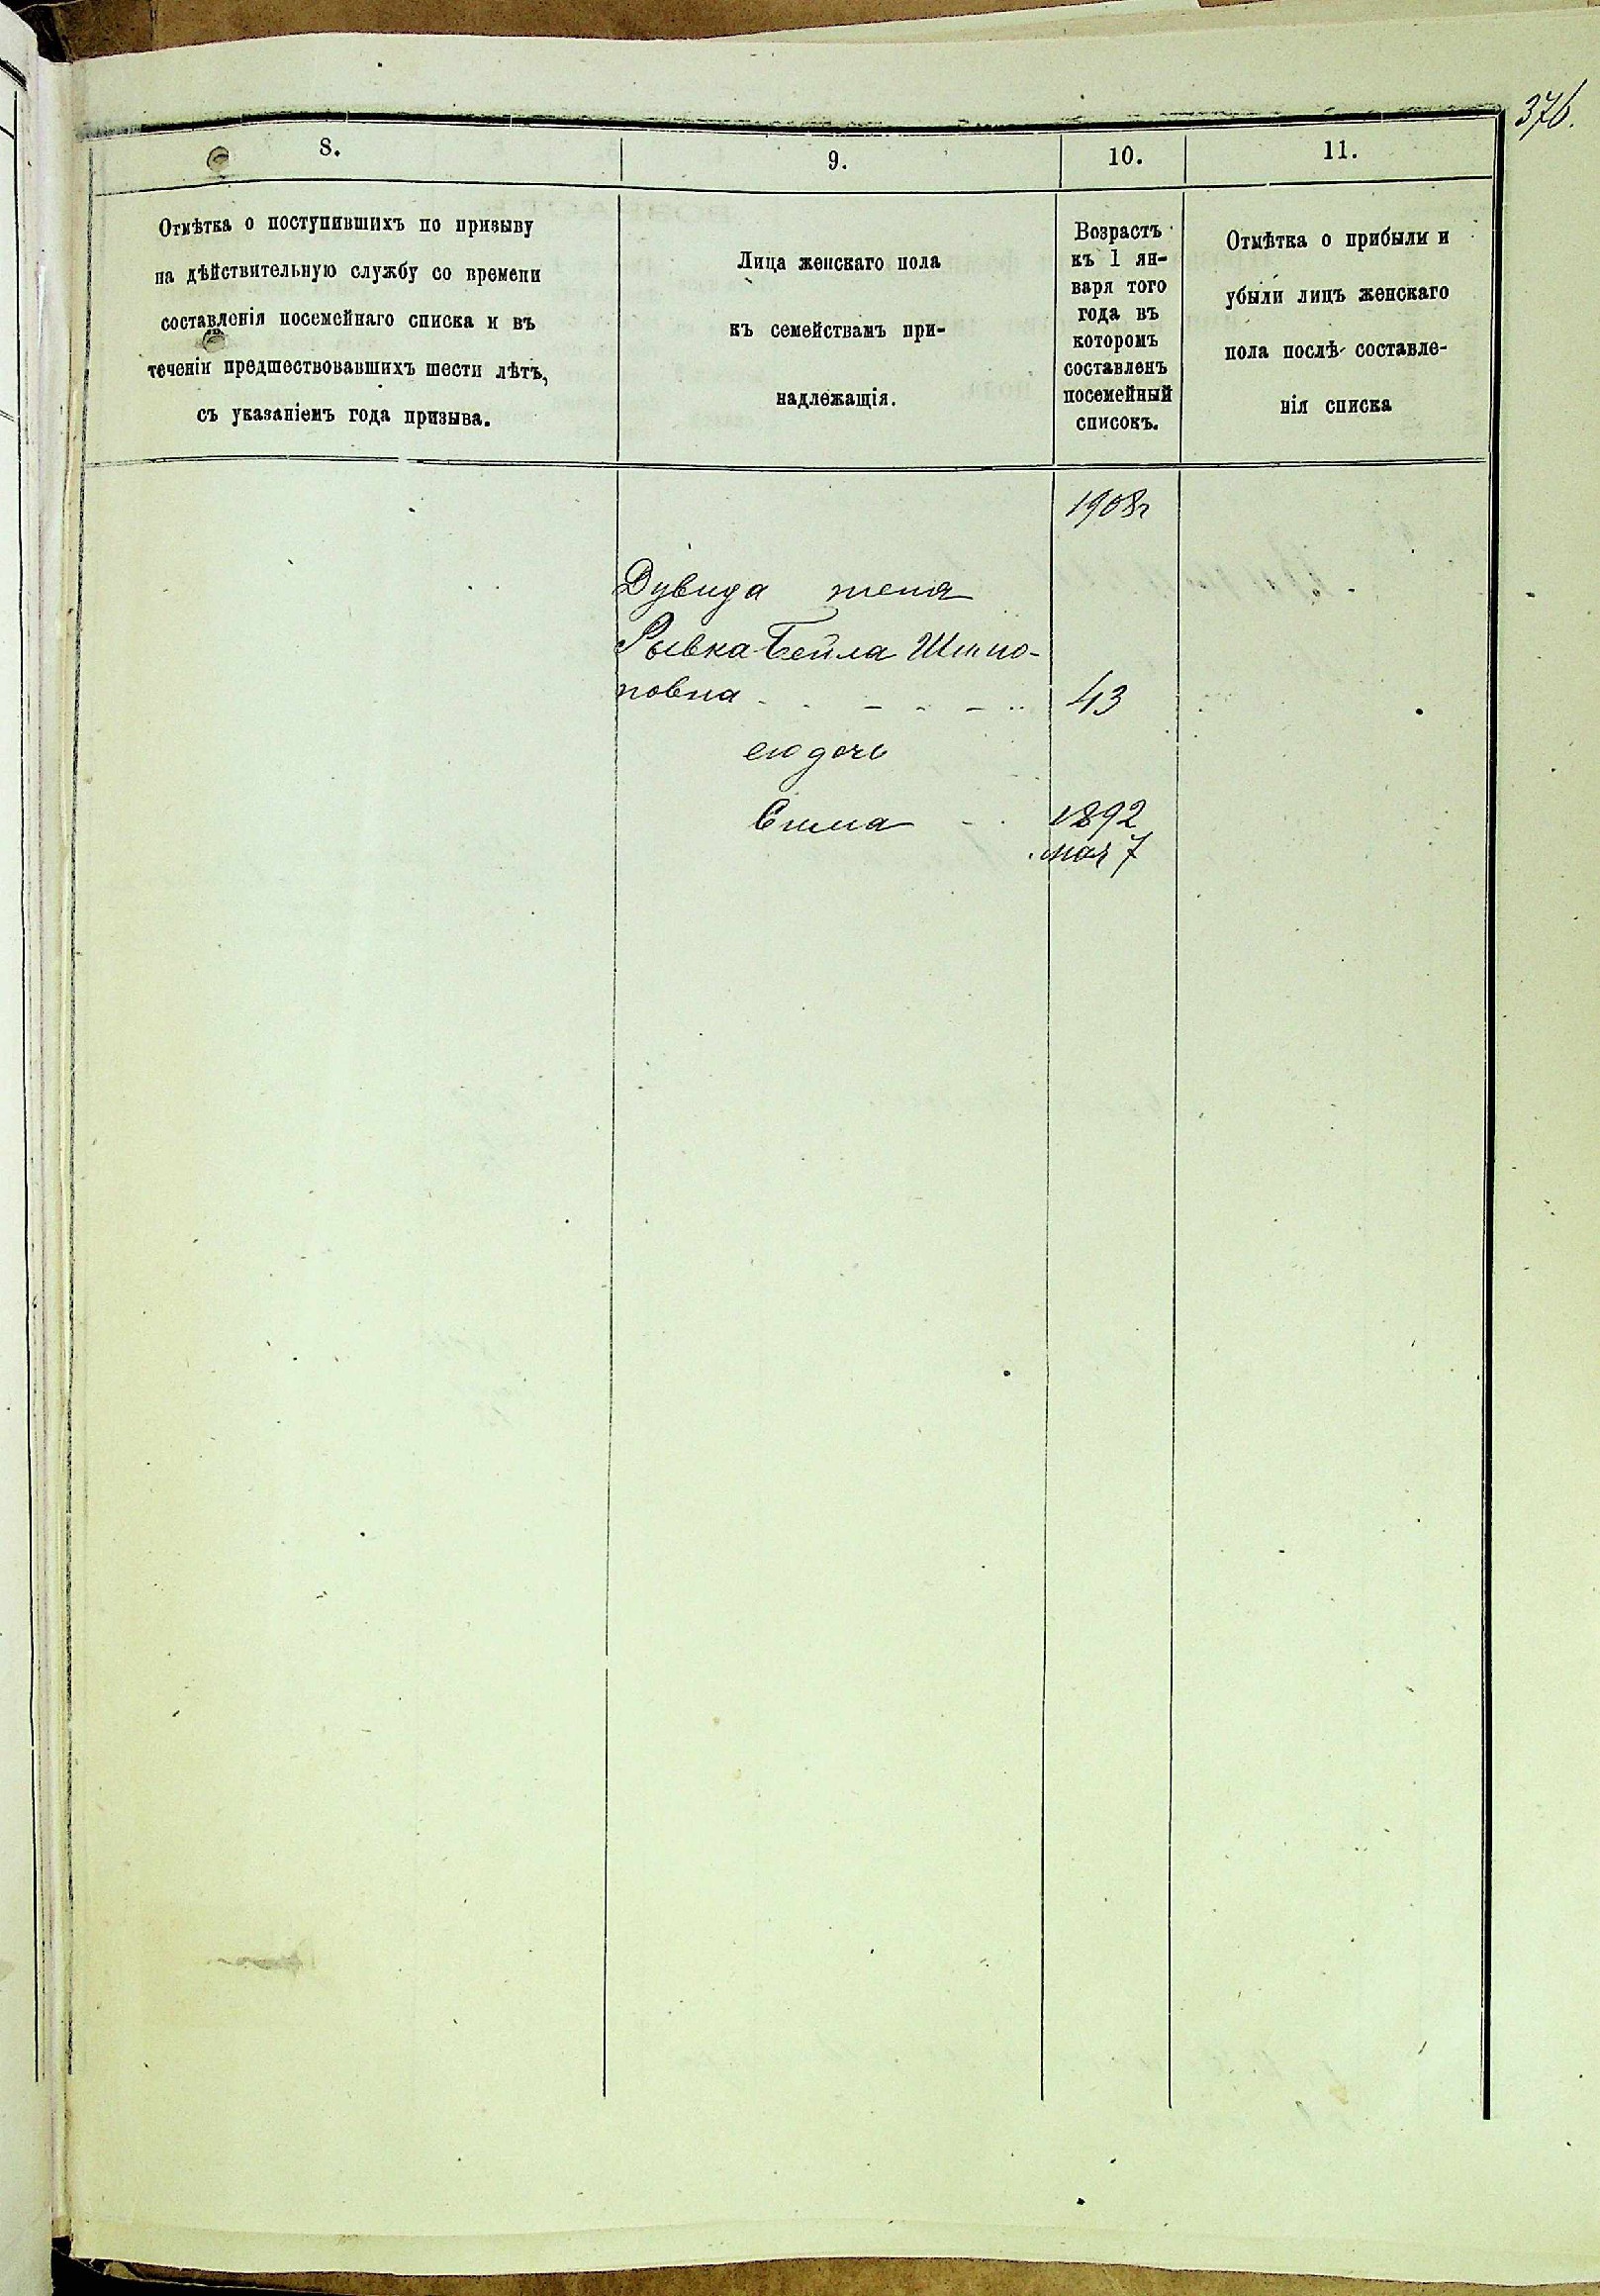 376.
8.
9.
10.
11.
Отмѣтка о поступившихъ по призыву
на дѣйствительную службу со времени
составленія посемейнаго списка и въ
теченіи предшествовавшихъ шести лѣтъ,
съ указаніемъ года призыва.
Лица женскаго пола
къ семействамъ при-
надлежащія.
Возрастъ
къ 1 ян-
варя того
года въ
которомъ
составленъ
посемейный
списокъ.
Отмѣтка о прибыли и
убыли лицъ женскаго
пола послѣ составле-
нія списка
1908г
Дувида жена
Рывка-Бейла
43
его дочь
Сима
1892
мая 7